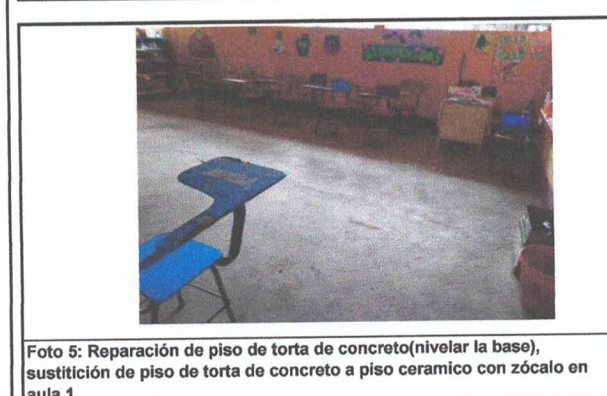 Foto 5: Reparación de piso de torta de concreto(nivelar la base),
sustitición de piso de torta de concreto a piso ceramico con zócalo en
aula 1